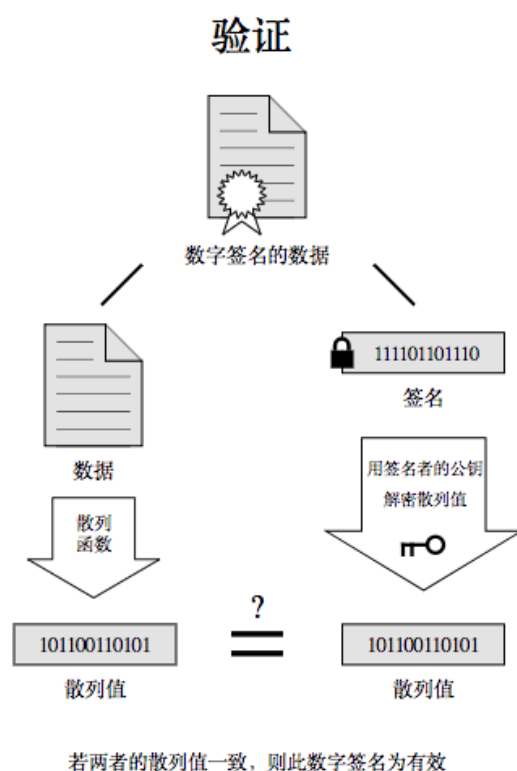 验证
数字签名的数据
111101101110
签名
数据
用签名者的公钥
解密散列值
散列
函数
?
101100110101
101100110101
散列值
散列值
若两者的散列值一致，则此数字签名为有效